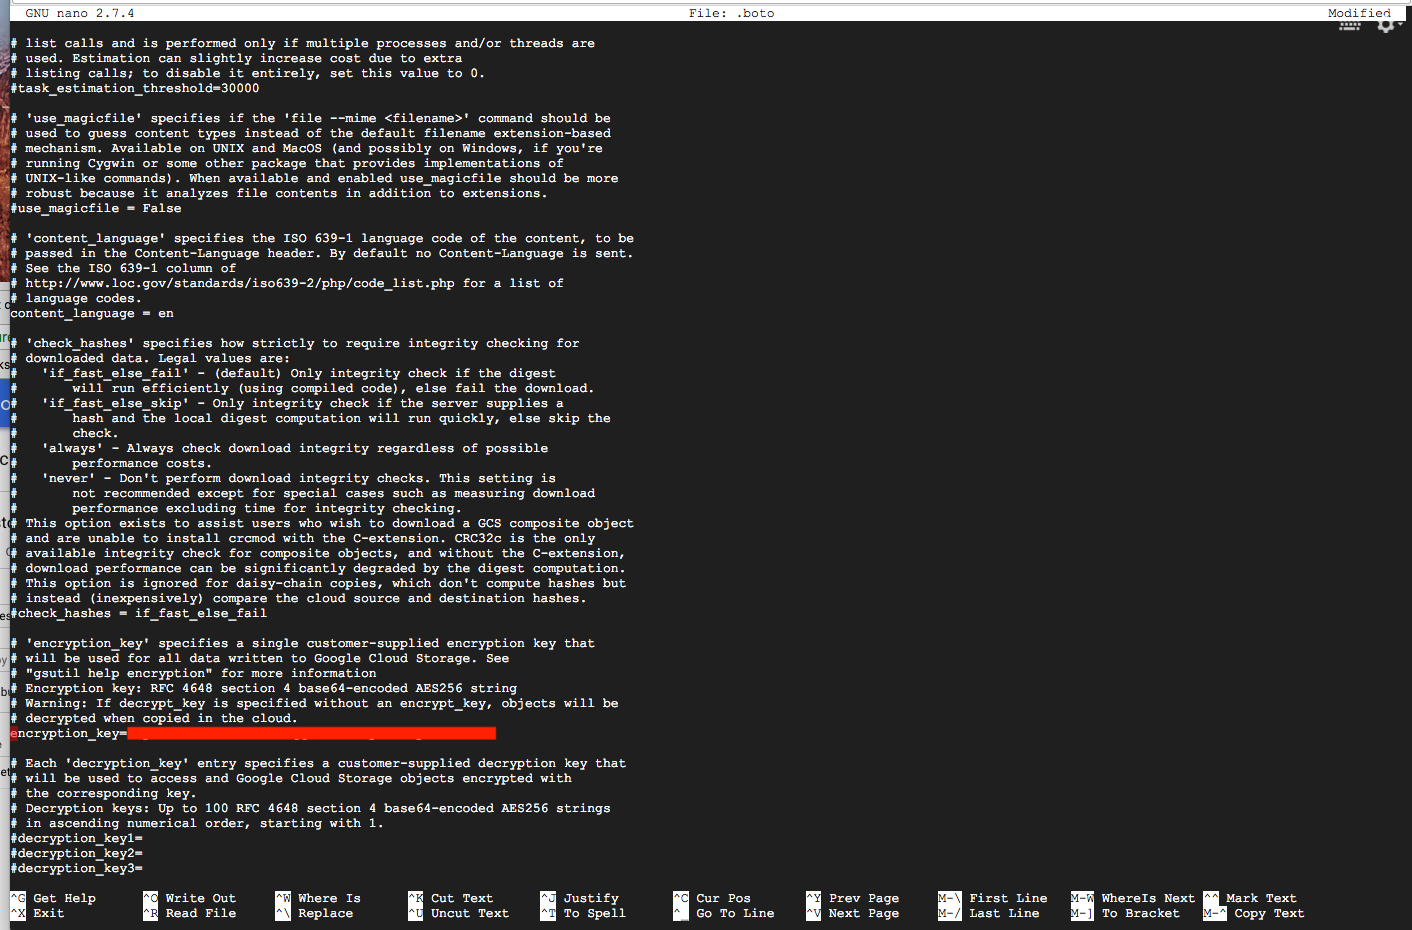 GNU nano 2.7.4 File: .boto Modified
# list calls and is performed only if multiple processes and/or threads are
# used. Estimation can slightly increase cost due to extra
# listing calls; to disable it entirely, set this value to 0.
#task_estimation_threshold=30000
# 'use_magicfile' specifies if the 'file --mime <filename>' command should be
# used to guess content types instead of the default filename extension-based
# mechanism. Available on UNIX and MacOS (and possibly on Windows, if you're
# running Cygwin or some other package that provides implementations of
# UNIX-like commands). When available and enabled use_magicfile should be more
# robust because it analyzes file contents in addition to extensions.
#use_magicfile = False
# 'content_language' specifies the ISO 639-1 language code of the content, to be
# passed in the Content-Language header. By default no Content-Language is sent.
# See the ISO 639-1 column of
# http://www.loc.gov/standards/iso639-2/php/code_list.php for a list of
# language codes.
content_language = en
# 'check_hashes' specifies how strictly to require integrity checking for
# downloaded data. Legal values are:
#   'if_fast_else_fail' - (default) Only integrity check if the digest
#       will run efficiently (using compiled code), else fail the download.
#   'if_fast_else_skip' - Only integrity check if the server supplies a
#       hash and the local digest computation will run quickly, else skip the
#       check.
#   'always' - Always check download integrity regardless of possible
#       performance costs.
#   'never' - Don't perform download integrity checks. This setting is
#       not recommended except for special cases such as measuring download
#       performance excluding time for integrity checking.
# This option exists to assist users who wish to download a GCS composite object
# and are unable to install crcmod with the C-extension. CRC32c is the only
# available integrity check for composite objects, and without the C-extension,
# download performance can be significantly degraded by the digest computation.
# This option is ignored for daisy-chain copies, which don't compute hashes but
# instead (inexpensively) compare the cloud source and destination hashes.
#check_hashes = if_fast_else_fail
# 'encryption_key' specifies a single customer-supplied encryption key that
# will be used for all data written to Google Cloud Storage. See
# "gsutil help encryption" for more information
# Encryption key: RFC 4648 section 4 base64-encoded AES256 string
# Warning: If decrypt_key is specified without an encrypt_key, objects will be
# decrypted when copied in the cloud.
encryption_key=
# Each 'decryption_key' entry specifies a customer-supplied decryption key that
# will be used to access and Google Cloud Storage objects encrypted with
# the corresponding key.
# Decryption keys: Up to 100 RFC 4648 section 4 base64-encoded AES256 strings
# in ascending numerical order, starting with 1.
#decryption_key1=
#decryption_key2=
#decryption_key3=
^G Get Help ^O Write Out ^W Where Is ^K Cut Text ^J Justify ^C Cur Pos ^Y Prev Page M-\ First Line M-W WhereIs Next ^^ Mark Text
^X Exit ^R Read File ^\ Replace ^U Uncut Text ^T To Spell ^_ Go To Line ^V Next Page M-/ Last Line M-] To Bracket M-^ Copy Text